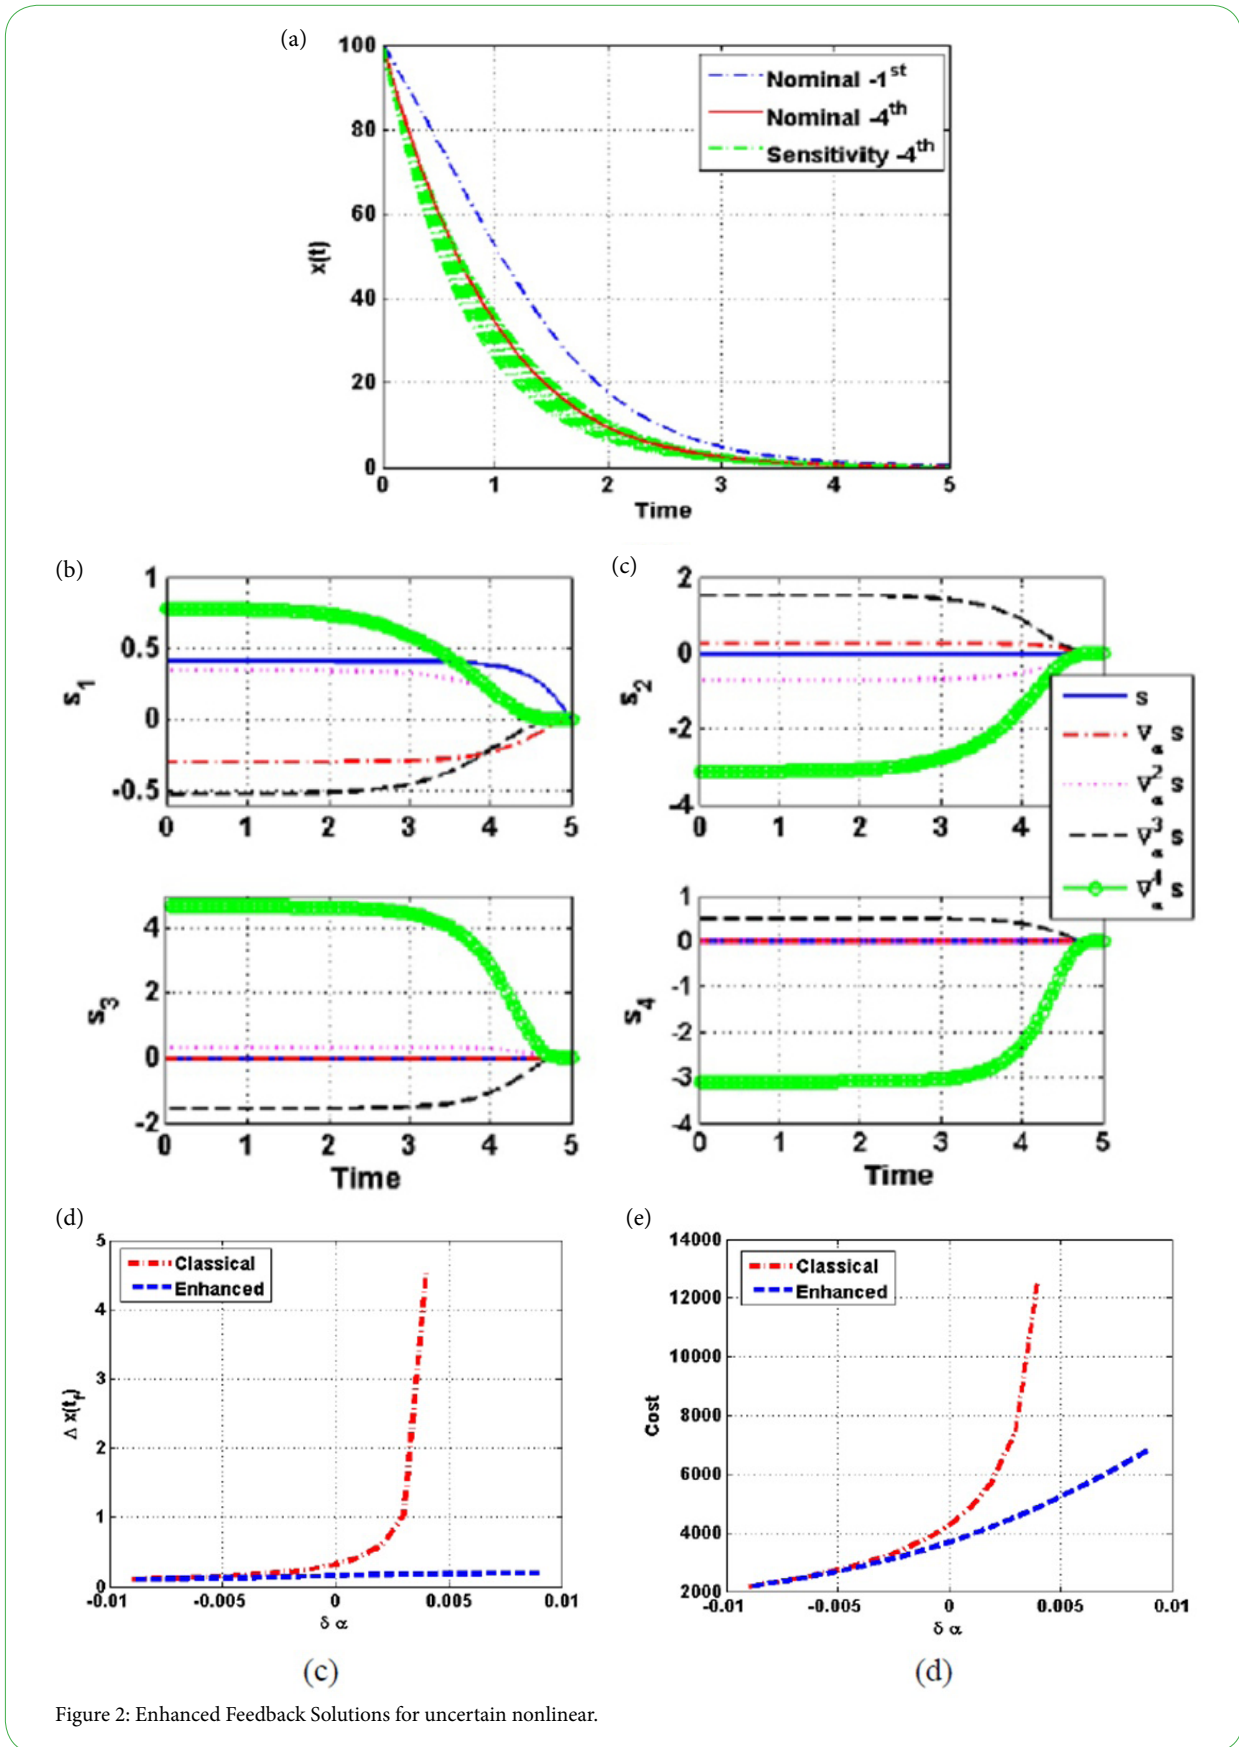 (a)
100
80
60
40
20
0
x(t)
Nominal -1st
Nominal -4th
Sensitivity -4th
0 1 2 3 4 5
Time
(b)
1
0.5
0
-0.5
s1
0 1 2 3 4 5
(c)
2
0
-2
-4
s2
0 1 2 3 4
S
∇α S
∇α2 S
∇α3 S
∇α4 S
4
2
0
-2
s3
0 1 2 3 4 5
Time
1
0
-1
-2
-3
-4
s4
0 1 2 3 4 5
Time
(d)
5
4
3
2
1
0
Δ x(tf)
Classical
Enhanced
-0.01 -0.005 0 0.005 0.01
δ α
(c)
(e)
14000
12000
10000
8000
6000
4000
2000
Cost
Classical
Enhanced
-0.01 -0.005 0 0.005 0.01
δ α
(d)
Figure 2: Enhanced Feedback Solutions for uncertain nonlinear.